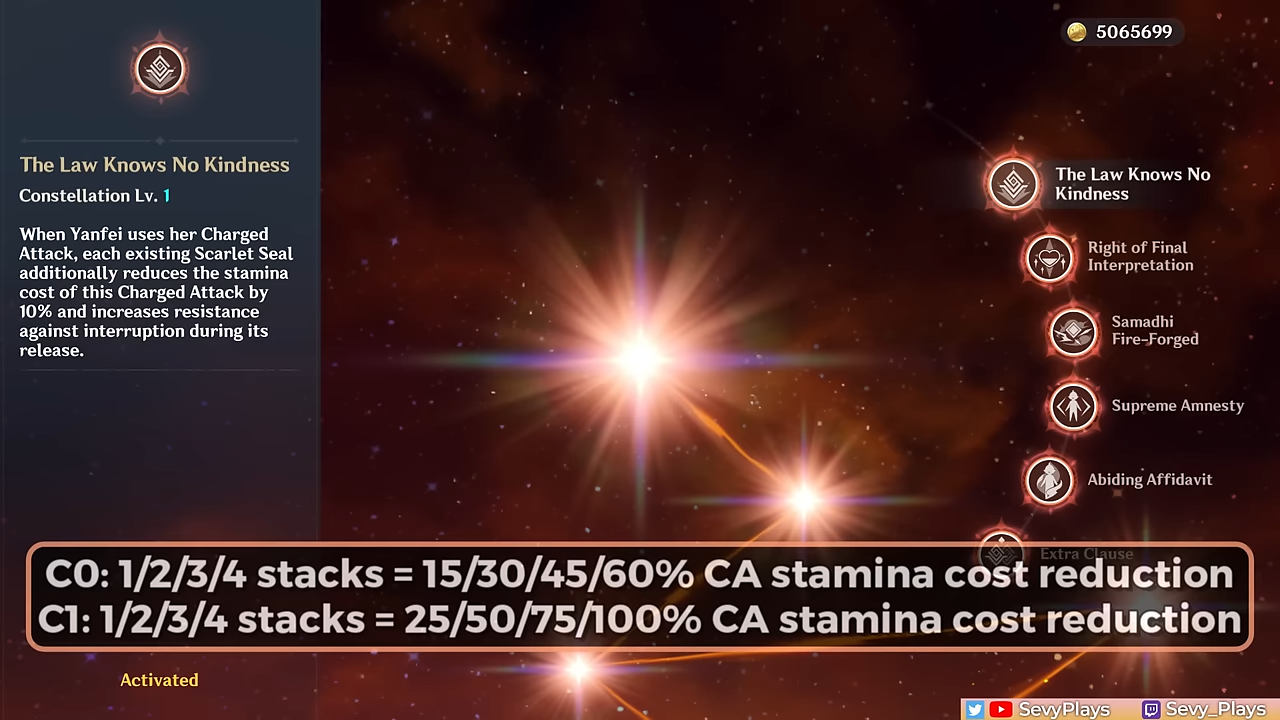 5065699
The Law Knows No Kindness
Constellation Lv. 1
When Yanfei uses her Charged
Attack, each existing Scarlet Seal
additionally reduces the stamina
cost of this Charged Attack by
10% and increases resistance
against interruption during its
release.
The Law Knows No
Kindness
Right of Final
Interpretation
Samadhi
Fire-Forged
Supreme Amnesty
Abiding Affidavit
Extra Clause
C0: 1/2/3/4 stacks = 15/30/45/60% CA stamina cost reduction
C1: 1/2/3/4 stacks = 25/50/75/100% CA stamina cost reduction
Activated
SevyPlays Sevy_Plays